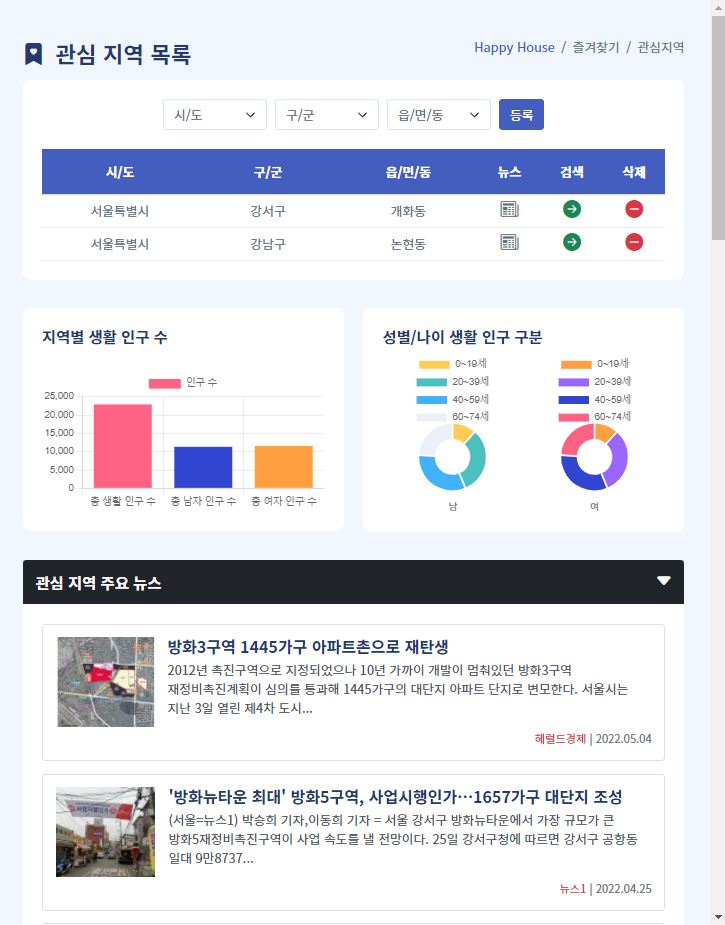 관심 지역 목록
Happy House / 즐겨찾기 / 관심지역
시/도 구/군 읍/면/동 등록
시/도 구/군 읍/면/동 뉴스 검색 삭제
서울특별시 강서구 개화동
서울특별시 강남구 논현동
지역별 생활 인구 수
인구 수
25,000
20,000
15,000
10,000
5,000
0
총 생활 인구 수 총 남자 인구 수 총 여자 인구 수
성별/나이 생활 인구 구분
0~19세
20~39세
40~59세
60~74세
남
0~19세
20~39세
40~59세
60~74세
여
관심 지역 주요 뉴스
방화3구역 1445가구 아파트촌으로 재탄생
2012년 촉진구역으로 지정되었으나 10년 가까이 개발이 멈춰있던 방화3구역
재정비촉진계획이 심의를 통과해 1445가구의 대단지 아파트 단지로 변모한다. 서울시는
지난 3일 열린 제4차 도시...
헤럴드경제 | 2022.05.04
'방화뉴타운 최대' 방화5구역, 사업시행인가…1657가구 대단지 조성
(서울=뉴스1) 박승희 기자,이동희 기자 = 서울 강서구 방화뉴타운에서 가장 규모가 큰
방화5재정비촉진구역이 사업 속도를 낼 전망이다. 25일 강서구청에 따르면 강서구 공항동
일대 9만8737...
뉴스1 | 2022.04.25